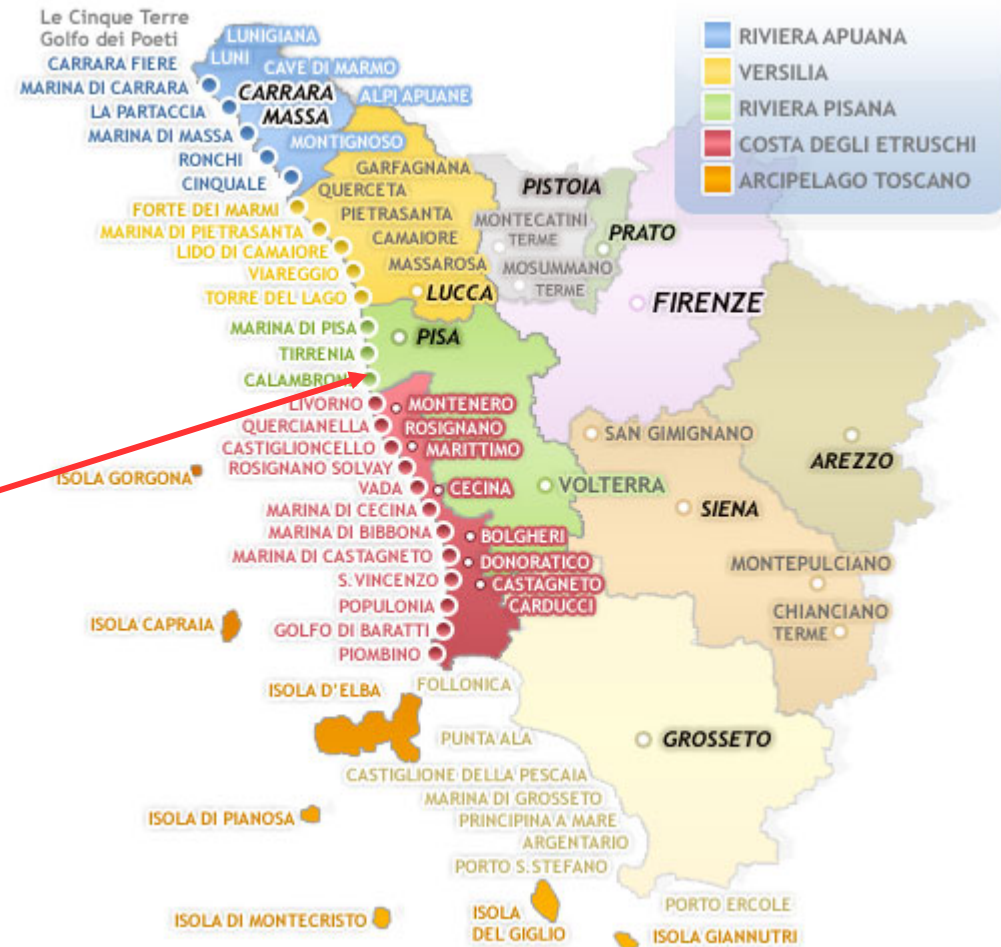 Le Cinque Terre
Golfo dei Poeti
CARRARA FIERE
MARINA DI CARRARA
LA PARTACCIA
MARINA DI MASSA
RONCHI
CINQUALE
FORTE DEI MARMI
MARINA DI PIETRASANTA
LIDO DI CAMAIORE
VIAREGGIO
TORRE DEL LAGO
MARINA DI PISA
TIRRENIA
CALAMBRON
LIVORNO
QUERCIANELLA
CASTIGLIONCELLO
ROSIGNANO SOLVAY
VADA
MARINA DI CECINA
MARINA DI BIBBONA
MARINA DI CASTAGNETO
S.VINCENZO
POPULONIA
GOLFO DI BARATTI
PIOMBINO
LUNIGIANA
LUNI
CAVE DI MARMO
CARRARA
MASSA
ALPI APUANE
MONTIGNOSO
GARFAGNANA
QUERCETA
PIETRASANTA
CAMAIORE
MASSAROSA
LUCCA
PISTOIA
MONTECATINI
TERME
MOSUMMANO
TERME
PRATO
FIRENZE
PISA
MONTENERO
ROSIGNANO
MARITTIMO
CECINA
VOLTERRA
BOLGHERI
DONORATICO
CASTAGNETO
CARDUCCI
SAN GIMIGNANO
SIENA
AREZZO
MONTEPULCIANO
CHIANCIANO
TERME
GROSSETO
FOLLONICA
PUNTA ALA
CASTIGLIONE DELLA PESCAIA
MARINA DI GROSSETO
PRINCIPINA A MARE
ARGENTARIO
PORTO S.STEFANO
PORTO ERCOLE
ISOLA GORGONA
ISOLA CAPRAIA
ISOLA D'ELBA
ISOLA DI PIANOSA
ISOLA DI MONTECRISTO
ISOLA
DEL GIGLIO
ISOLA GIANNUTRI
RIVIERA APUANA
VERSILIA
RIVIERA PISANA
COSTA DEGLI ETRUSCHI
ARCIPELAGO TOSCANO